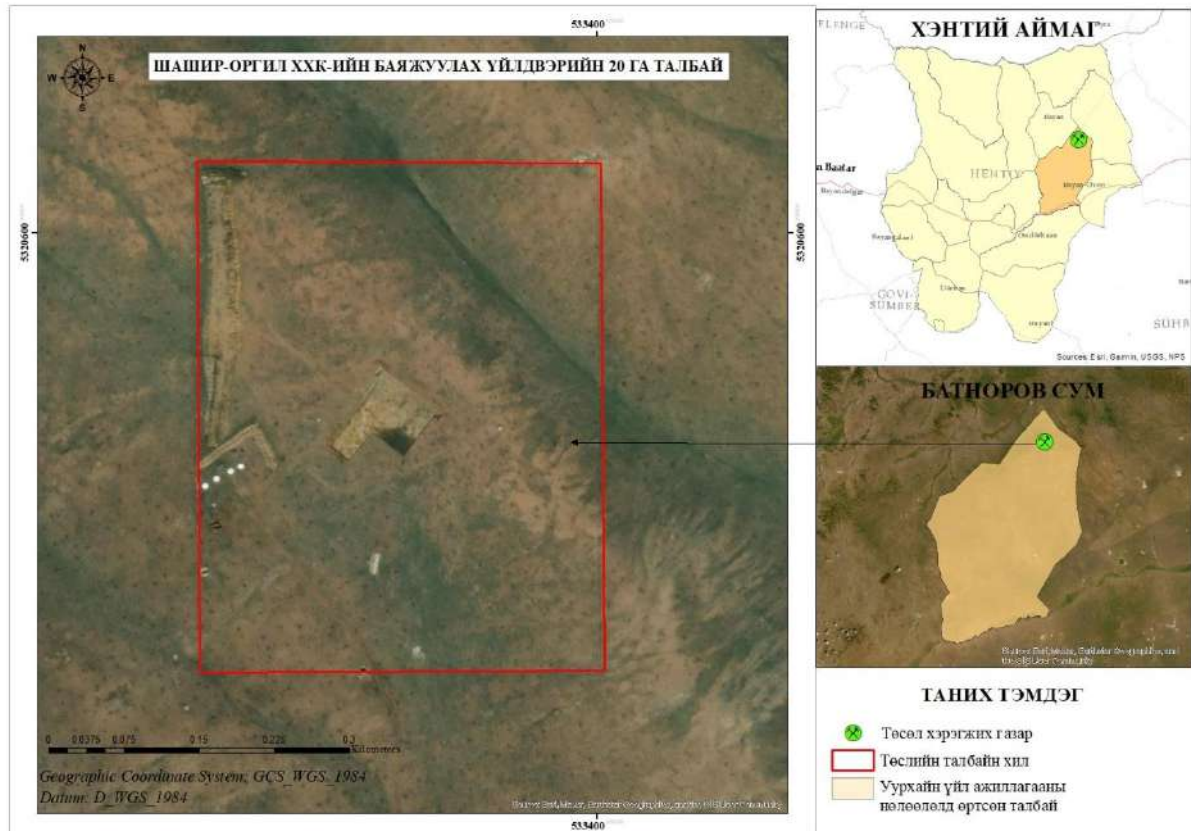 533400
N
W
E
S
ШАШИР-ОРГИЛ ХХК-ИЙН БАЯЖУУЛАХ ҮЙЛДВЭРИЙН 20 ГА ТАЛБАЙ
5320600
5320600
0 0.0375 0.075 0.15 0.225 0.3
Kilometers
Geographic Coordinate System: GCS_WGS_1984
Datum: D_WGS_1984
533400
ХЭНТИЙ АЙМАГ
ELENGE
HENTIY
n Baatar
GOVI-
SUMBER
SÜHB
Sources: Esri, Garmin, USGS, NPS
БАТНОРОВ СУМ
ТАНИХ ТЭМДЭГ
Төсөл хэрэгжих газар
Төслийн талбайн хил
Уурхайн үйл ажиллагааны
нөлөөлөлд өртсөн талбай